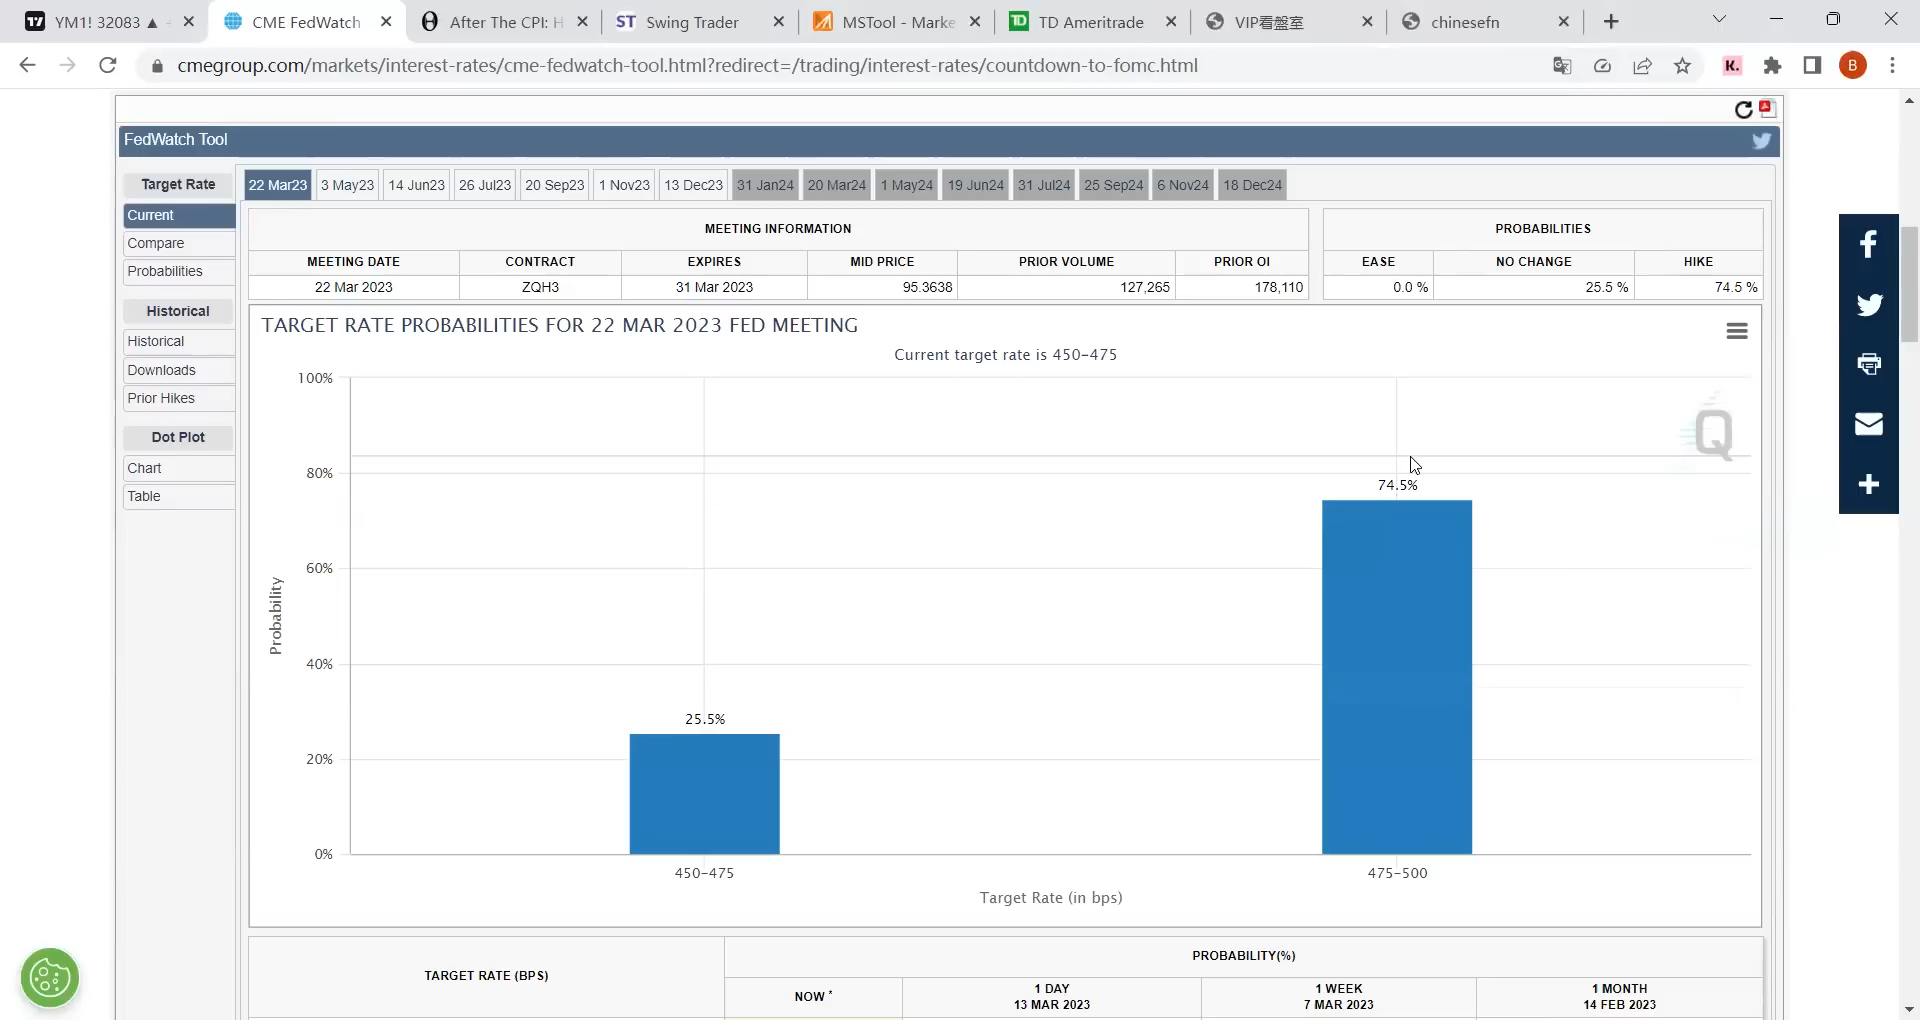 YM1! 32083 ▲
CME FedWatch
After The CPI: H
ST Swing Trader
MSTool - Marke
TD Ameritrade
VIP看盤室
chinesefn
cmegroup.com/markets/interest-rates/cme-fedwatch-tool.html?redirect=/trading/interest-rates/countdown-to-fomc.html
K.
B
FedWatch Tool
Target Rate
Current
Compare
Probabilities
Historical
Historical
Downloads
Prior Hikes
Dot Plot
Chart
Table
22 Mar23 3 May23 14 Jun23 26 Jul23 20 Sep23 1 Nov23 13 Dec23 31 Jan24 20 Mar24 1 May24 19 Jun24 31 Jul24 25 Sep24 6 Nov24 18 Dec24
MEETING INFORMATION
MEETING DATE CONTRACT EXPIRES MID PRICE PRIOR VOLUME PRIOR OI
22 Mar 2023 ZQH3 31 Mar 2023 95.3638 127,265 178,110
PROBABILITIES
EASE NO CHANGE HIKE
0.0 % 25.5 % 74.5 %
TARGET RATE PROBABILITIES FOR 22 MAR 2023 FED MEETING
Current target rate is 450-475
Q
100%
80%
60%
40%
20%
0%
Probability
74.5%
25.5%
450-475
475-500
Target Rate (in bps)
TARGET RATE (BPS)
PROBABILITY(%)
NOW *
1 DAY
13 MAR 2023
1 WEEK
7 MAR 2023
1 MONTH
14 FEB 2023